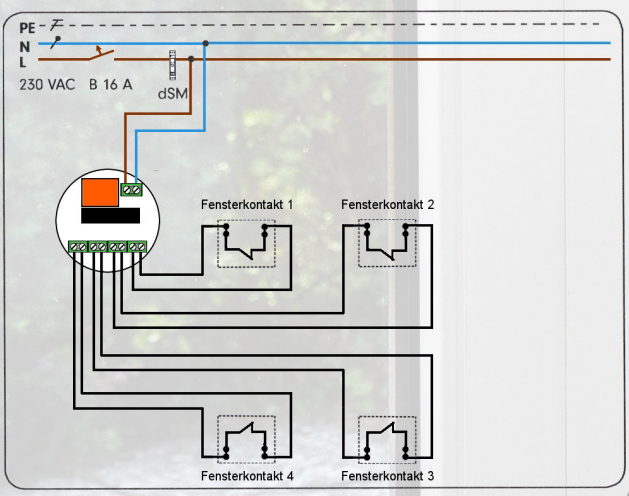 PE
N
L
230 VAC B 16 A
dSM
Fensterkontakt 1 Fensterkontakt 2
Fensterkontakt 4 Fensterkontakt 3